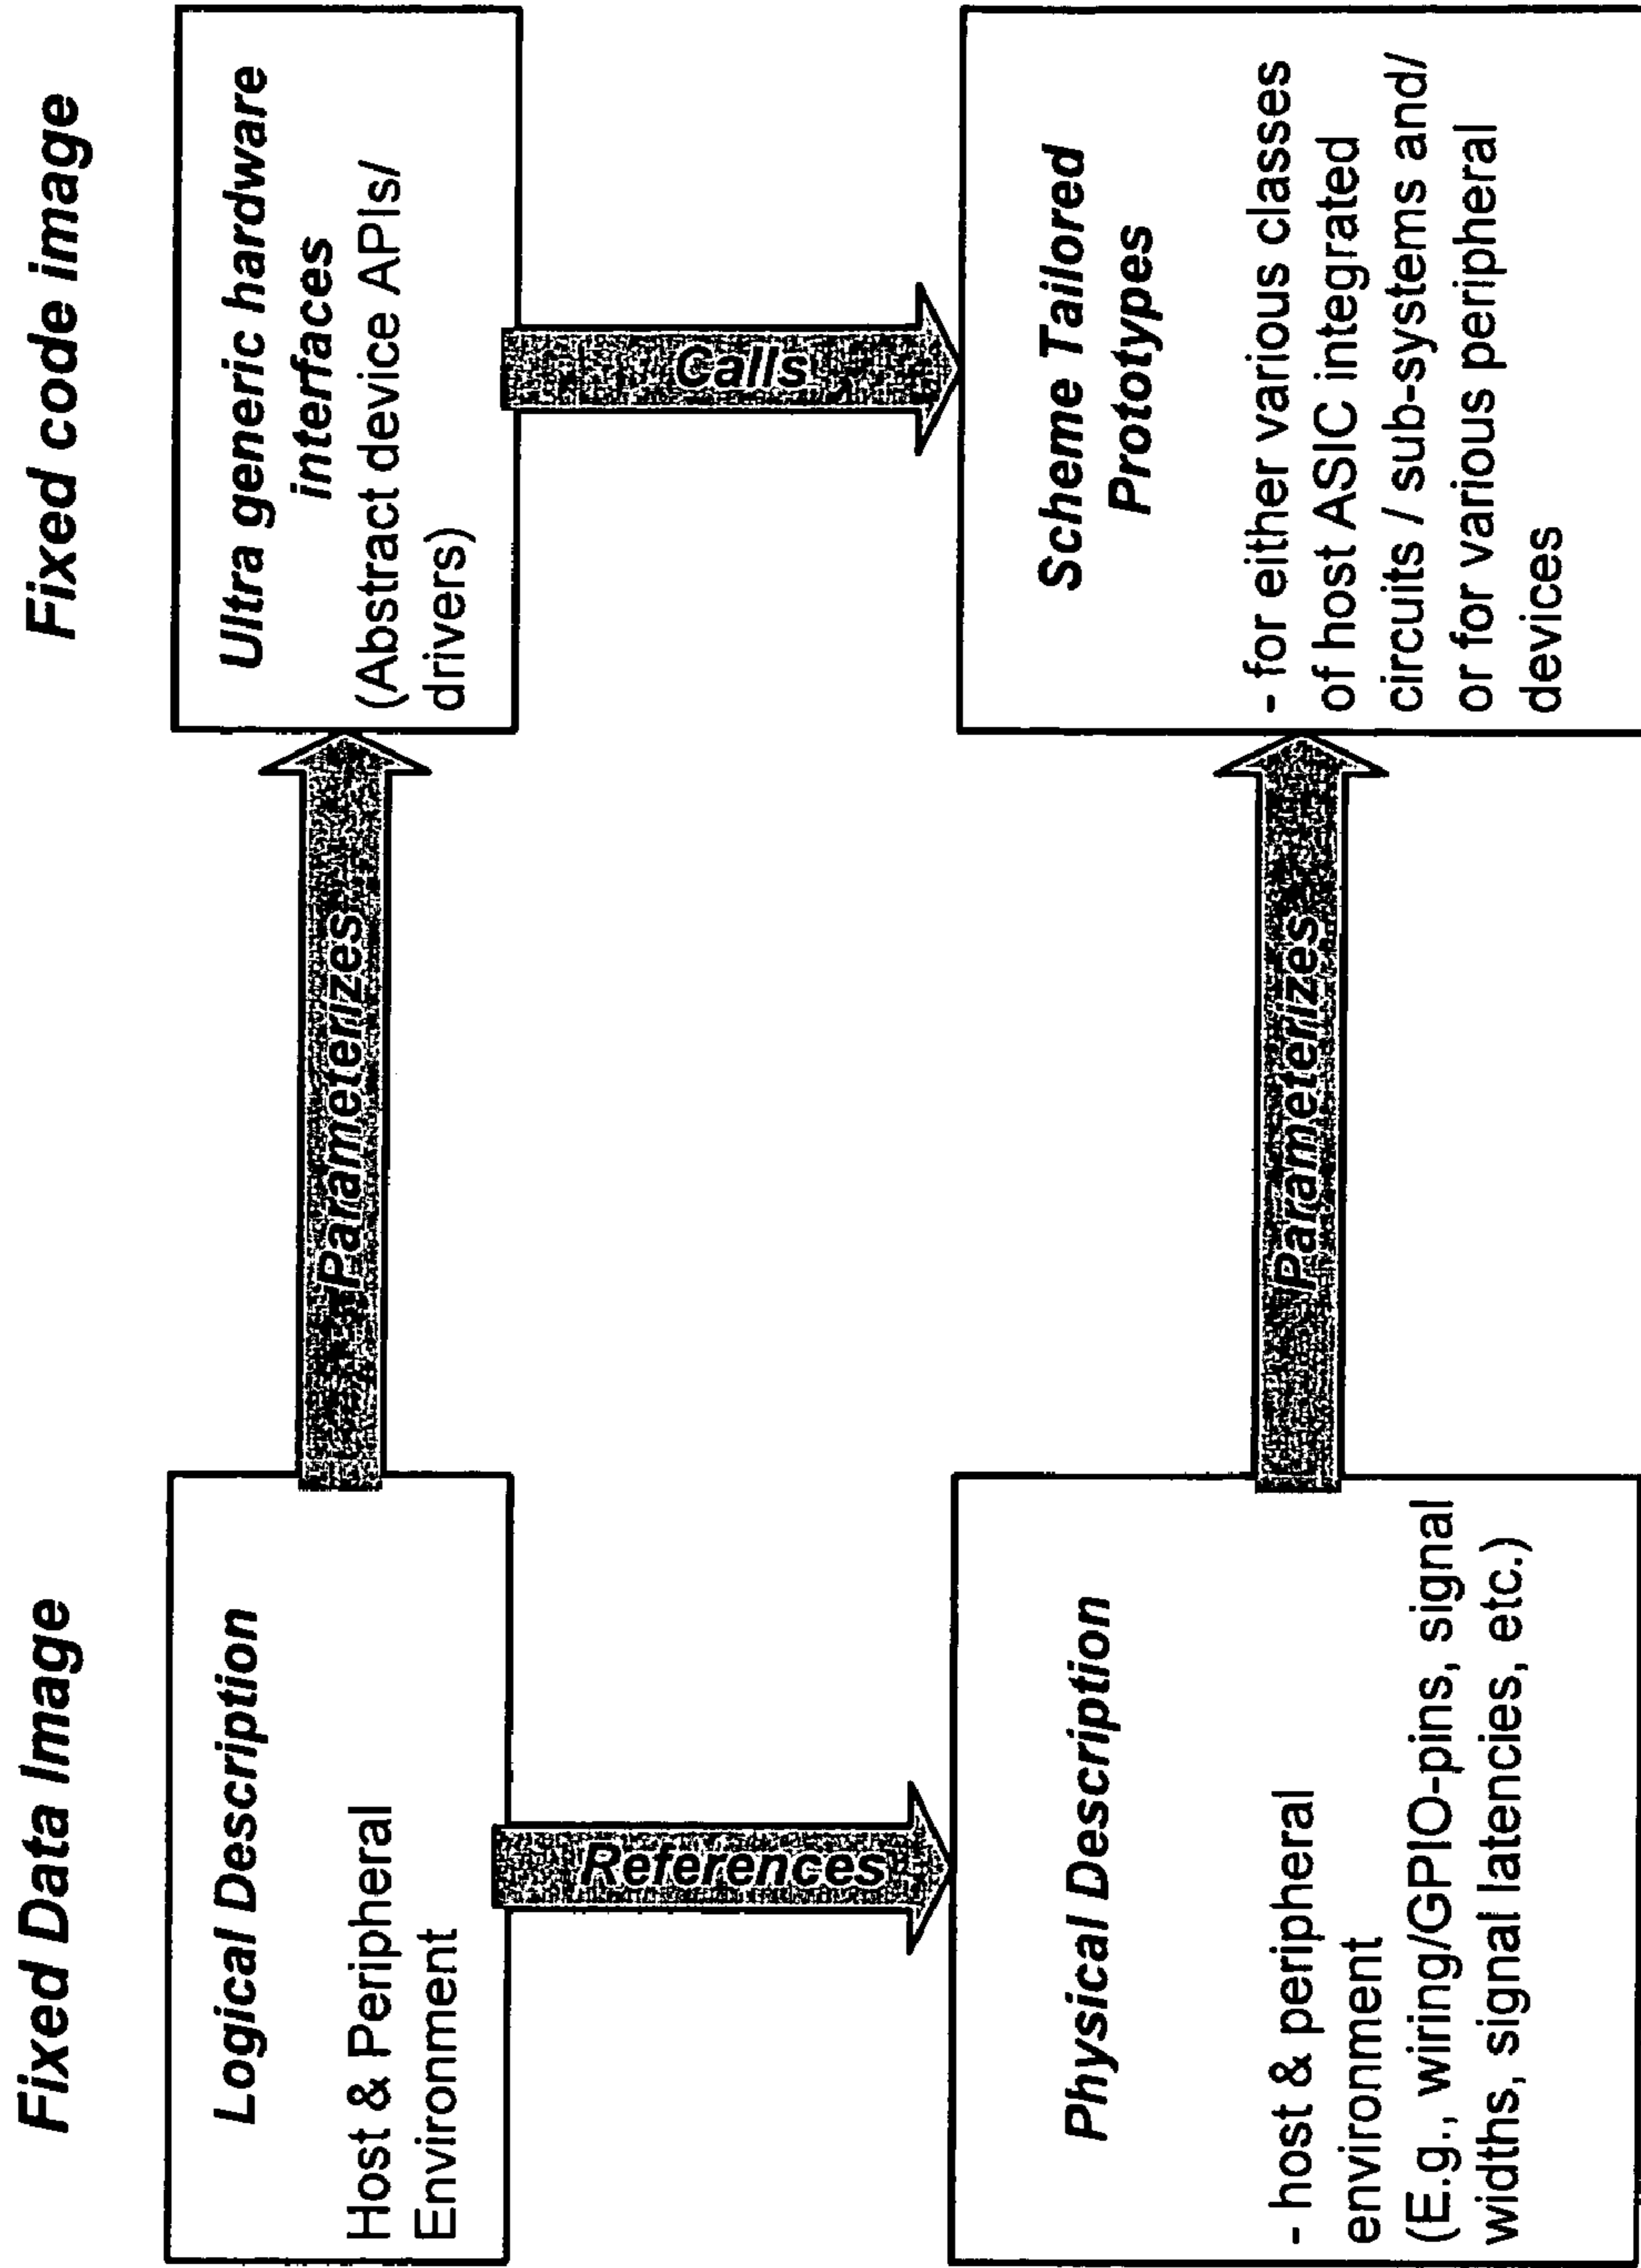 Fixed Data Image
Fixed code image
Logical Description
Host & Peripheral
Environment
Parameterizes
Ultra generic hardware
interfaces
(Abstract device APIs/
drivers)
References
Calls
Physical Description
- host & peripheral
environment
(E.g., wiring/GPIO-pins, signal
widths, signal latencies, etc.)
Parameterizes
Scheme Tailored
Prototypes
- for either various classes
of host ASIC integrated
circuits / sub-systems and/
or for various peripheral
devices